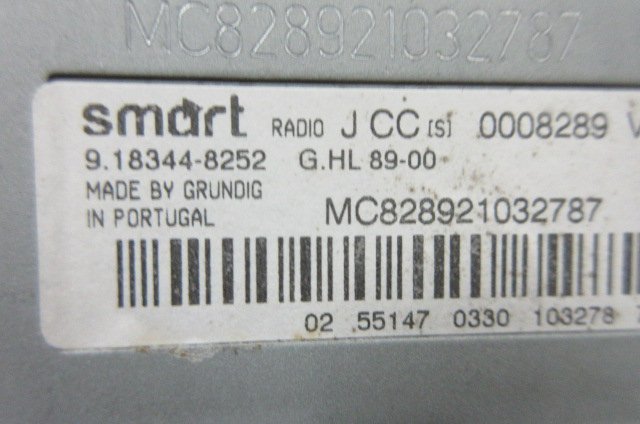 MC828921032787
smart RADIO J CC [S] 0008289 V
9.18344-8252 G.HL 89-00
MADE BY GRUNDIG
IN PORTUGAL MC828921032787
02 55147 0330 103278